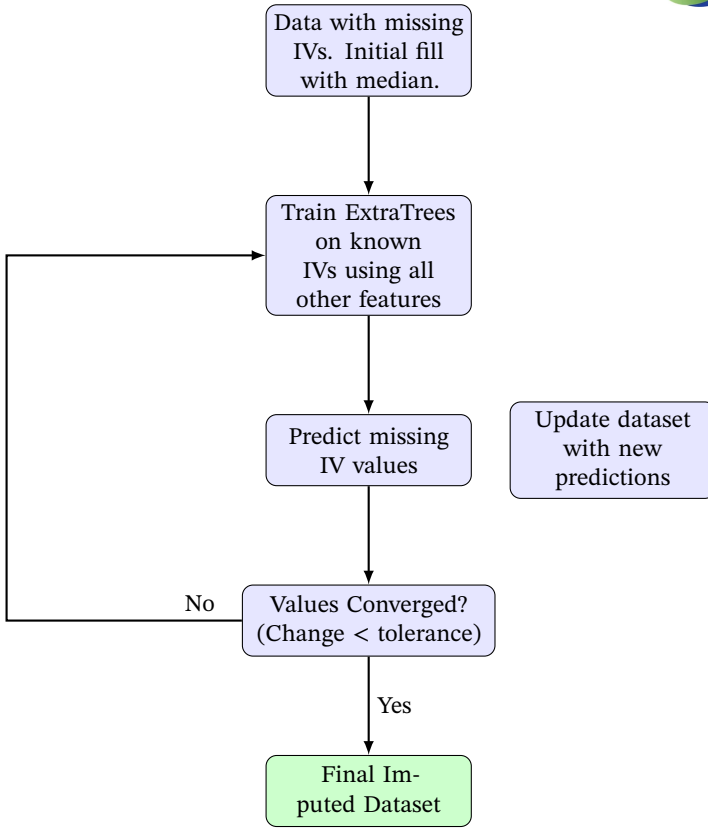 Data with missing
IVs. Initial fill
with median.
Train ExtraTrees
on known
IVs using all
other features
Predict missing
IV values
Update dataset
with new
predictions
No
Values Converged?
(Change < tolerance)
Yes
Final Im-
puted Dataset